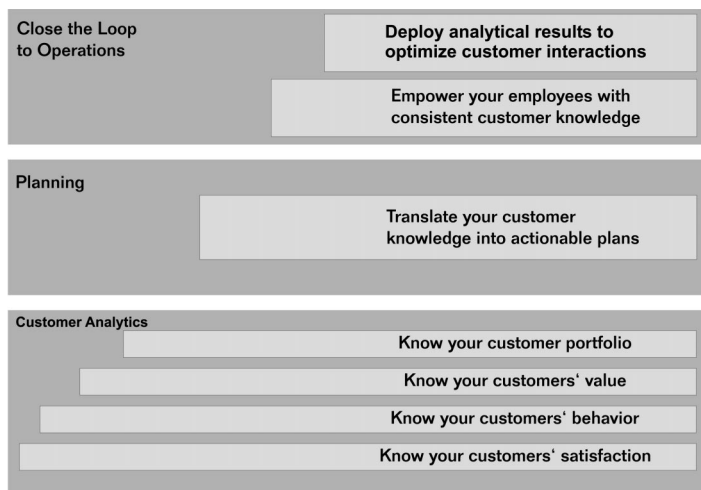 Close the Loop
to Operations
Deploy analytical results to
optimize customer interactions
Empower your employees with
consistent customer knowledge
Planning
Translate your customer
knowledge into actionable plans
Customer Analytics
Know your customer portfolio
Know your customers‘ value
Know your customers‘ behavior
Know your customers‘ satisfaction